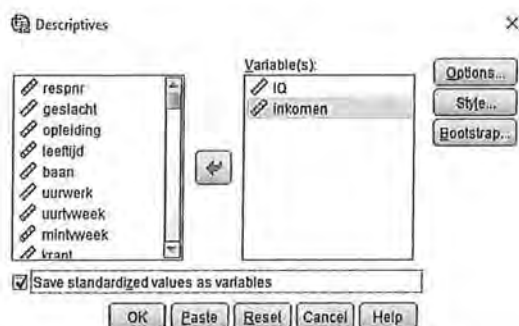 Descriptives
Variable(s):
respnr
geslacht
opleiding
leeftijd
baan
uurwerk
uurtvweek
mintvweek
krant
IQ
inkomen
Options...
Style...
Bootstrap...
Save standardized values as variables
OK Paste Reset Cancel Help